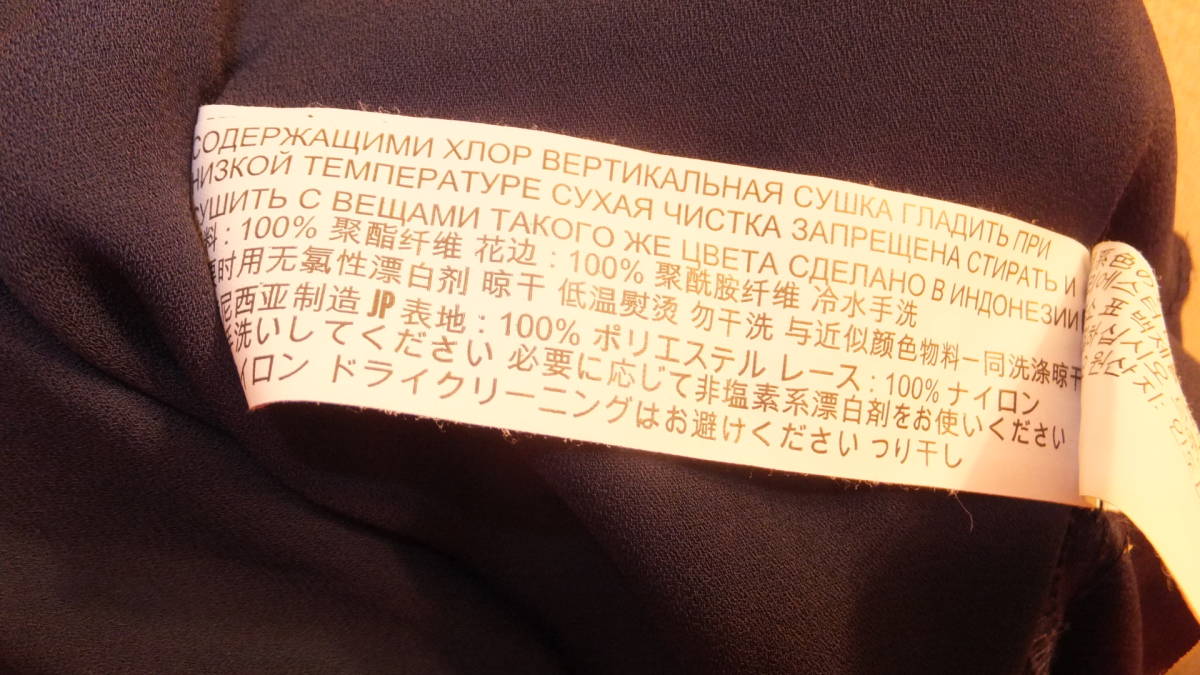 СОДЕРЖАЩИМИ ХЛОР ВЕРТИКАЛЬНАЯ СУШКА ГЛАДИТЬ ПРИ
НИЗКОЙ ТЕМПЕРАТУРЕ СУХАЯ ЧИСТКА ЗАПРЕЩЕНА СТИРАТЬ И
СУШИТЬ С ВЕЩАМИ ТАКОГО ЖЕ ЦВЕТА СДЕЛАНО В ИНДОНЕЗИИ
料 : 100% 聚酯纤维 花边 : 100% 聚酰胺纤维 冷水手洗
时用无氯性漂白剂 晾干 低温熨烫 勿干洗 与近似颜色物料一同洗涤晾干
尼西亚制造 JP 表地 : 100% ポリエステル レース : 100% ナイロン
手洗いしてください 必要に応じて非塩素系漂白剤をお使いください
イロン ドライクリーニングはお避けください つり干し